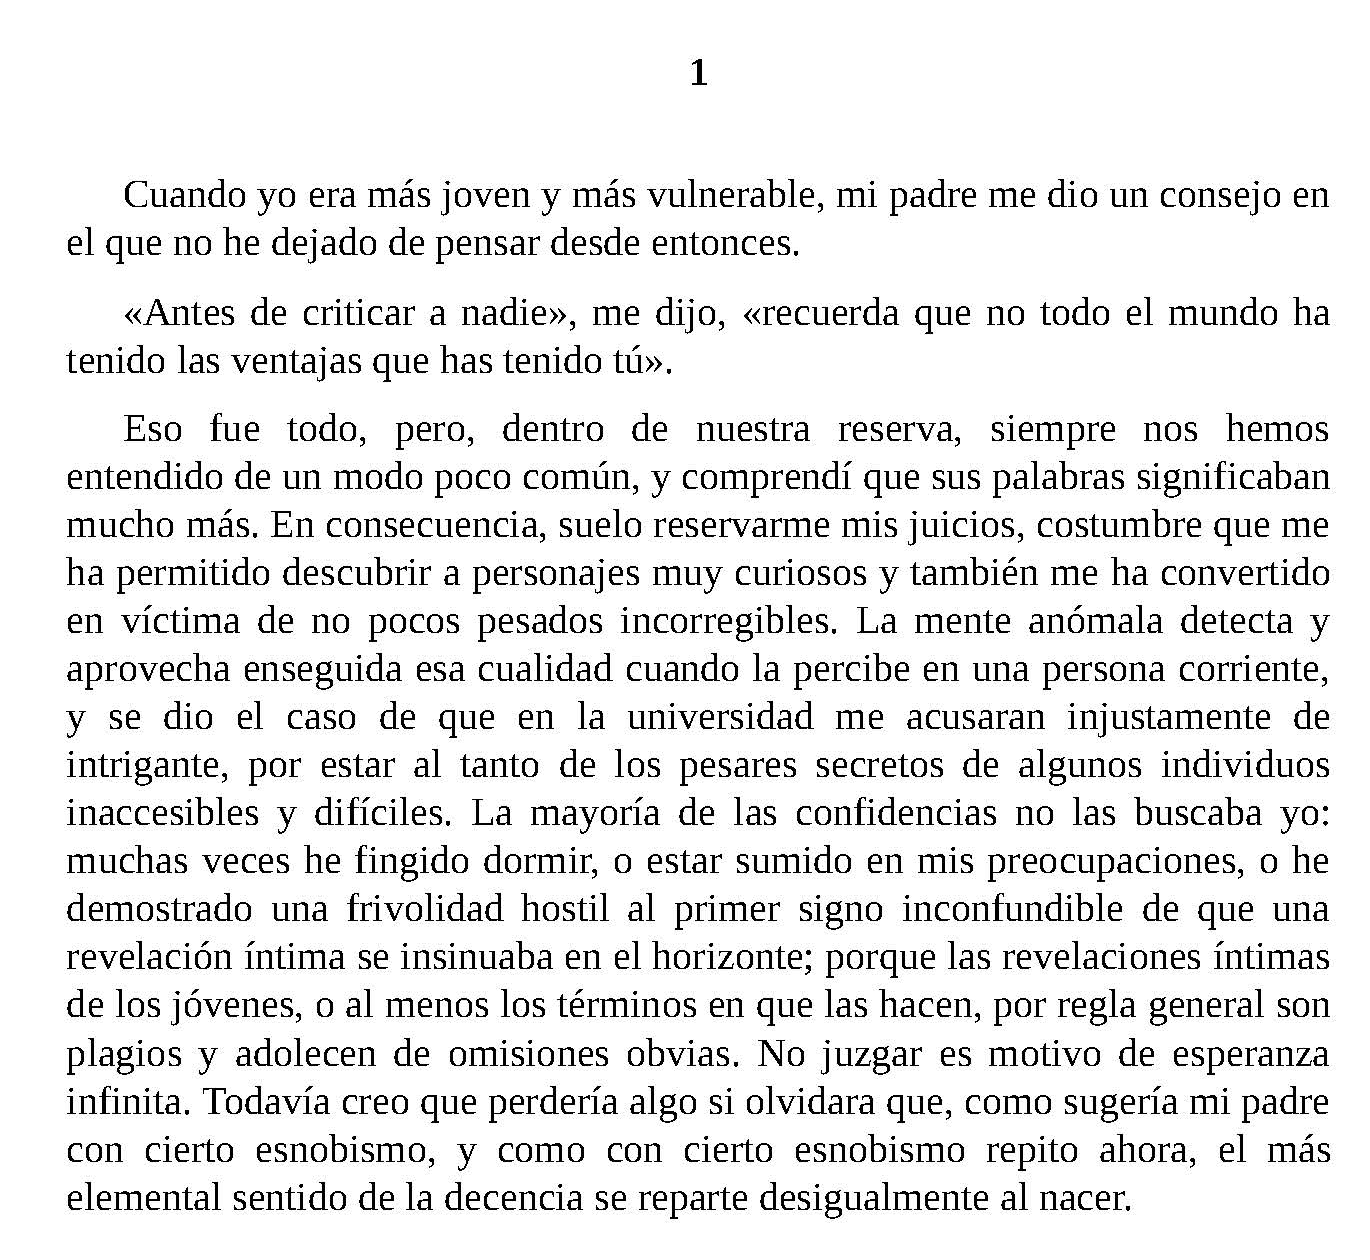 1
Cuando yo era más joven y más vulnerable, mi padre me dio un consejo en
el que no he dejado de pensar desde entonces.
«Antes de criticar a nadie», me dijo, «recuerda que no todo el mundo ha
tenido las ventajas que has tenido tú».
Eso fue todo, pero, dentro de nuestra reserva, siempre nos hemos
entendido de un modo poco común, y comprendí que sus palabras significaban
mucho más. En consecuencia, suelo reservarme mis juicios, costumbre que me
ha permitido descubrir a personajes muy curiosos y también me ha convertido
en víctima de no pocos pesados incorregibles. La mente anómala detecta y
aprovecha enseguida esa cualidad cuando la percibe en una persona corriente,
y se dio el caso de que en la universidad me acusaran injustamente de
intrigante, por estar al tanto de los pesares secretos de algunos individuos
inaccesibles y difíciles. La mayoría de las confidencias no las buscaba yo:
muchas veces he fingido dormir, o estar sumido en mis preocupaciones, o he
demostrado una frivolidad hostil al primer signo inconfundible de que una
revelación íntima se insinuaba en el horizonte; porque las revelaciones íntimas
de los jóvenes, o al menos los términos en que las hacen, por regla general son
plagios y adolecen de omisiones obvias. No juzgar es motivo de esperanza
infinita. Todavía creo que perdería algo si olvidara que, como sugería mi padre
con cierto esnobismo, y como con cierto esnobismo repito ahora, el más
elemental sentido de la decencia se reparte desigualmente al nacer.